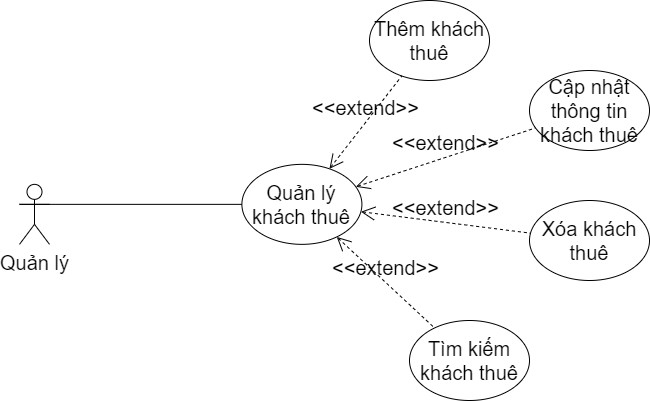 Thêm khách
thuê
<<extend>>
Cập nhật
thông tin
khách thuê
<<extend>>
Quản lý
khách thuê
<<extend>>
Xóa khách
thuê
Quản lý
<<extend>>
Tìm kiếm
khách thuê